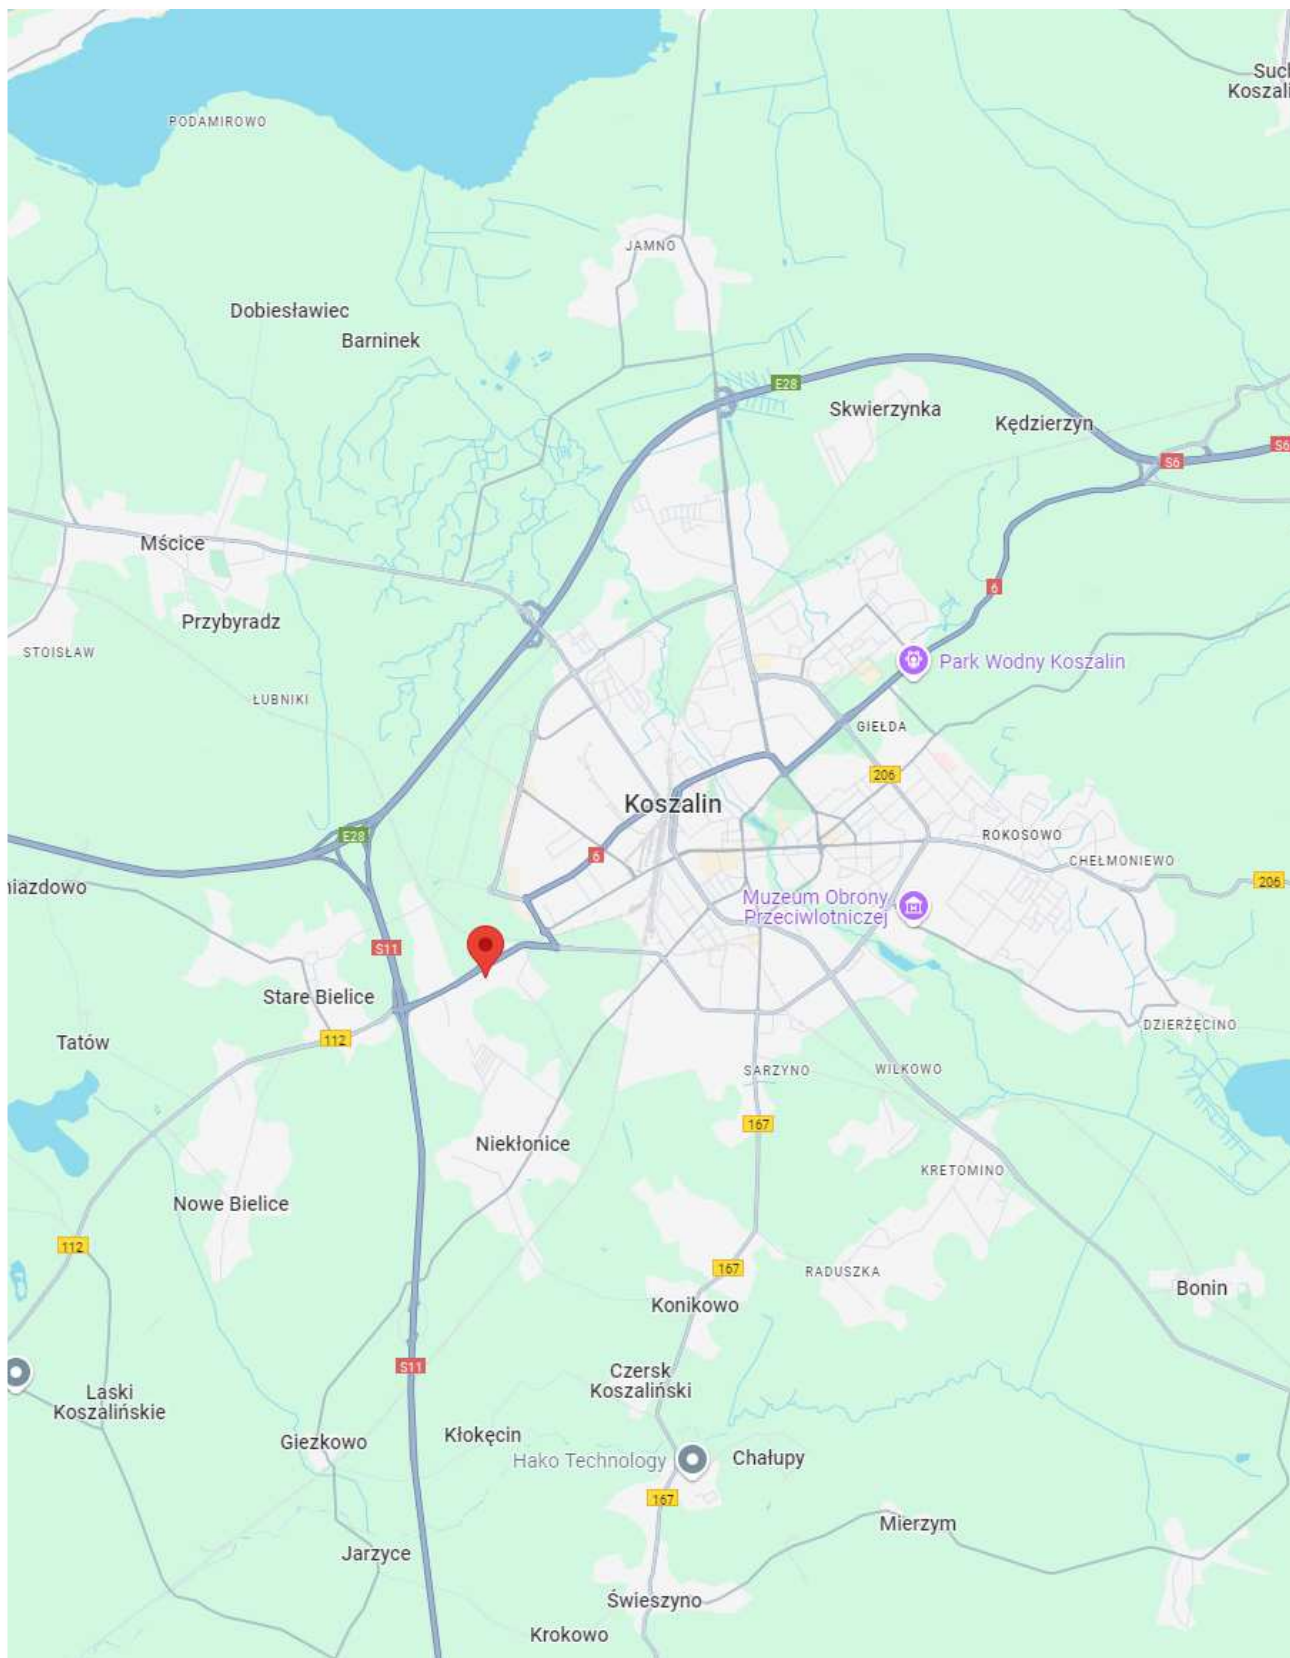 Such
Koszali
PODAMIROWO
JAMNO
Dobiesławiec
Barninek
E28
Skwierzynka
Kędzierzyn
S6
S6
Mścice
6
Przybyradz
STOISŁAW
Park Wodny Koszalin
ŁUBNIKI
GIEŁDA
206
Koszalin
E28
6
ROKOSOWO
CHEŁMONIEWO
206
niazdowo
Muzeum Obrony
Przeciwlotniczej
S11
Stare Bielice
112
Tatów
DZIERŻĘCINO
SARZYNO
WILKOWO
167
Niekłonice
KRETOMINO
Nowe Bielice
112
167
RADUSZKA
Bonin
Konikowo
S11
Czersk
Koszaliński
Laski
Koszalińskie
Giezkowo
Kłokęcin
Hako Technology
Chałupy
167
Mierzym
Jarzyce
Świeszyno
Krokowo